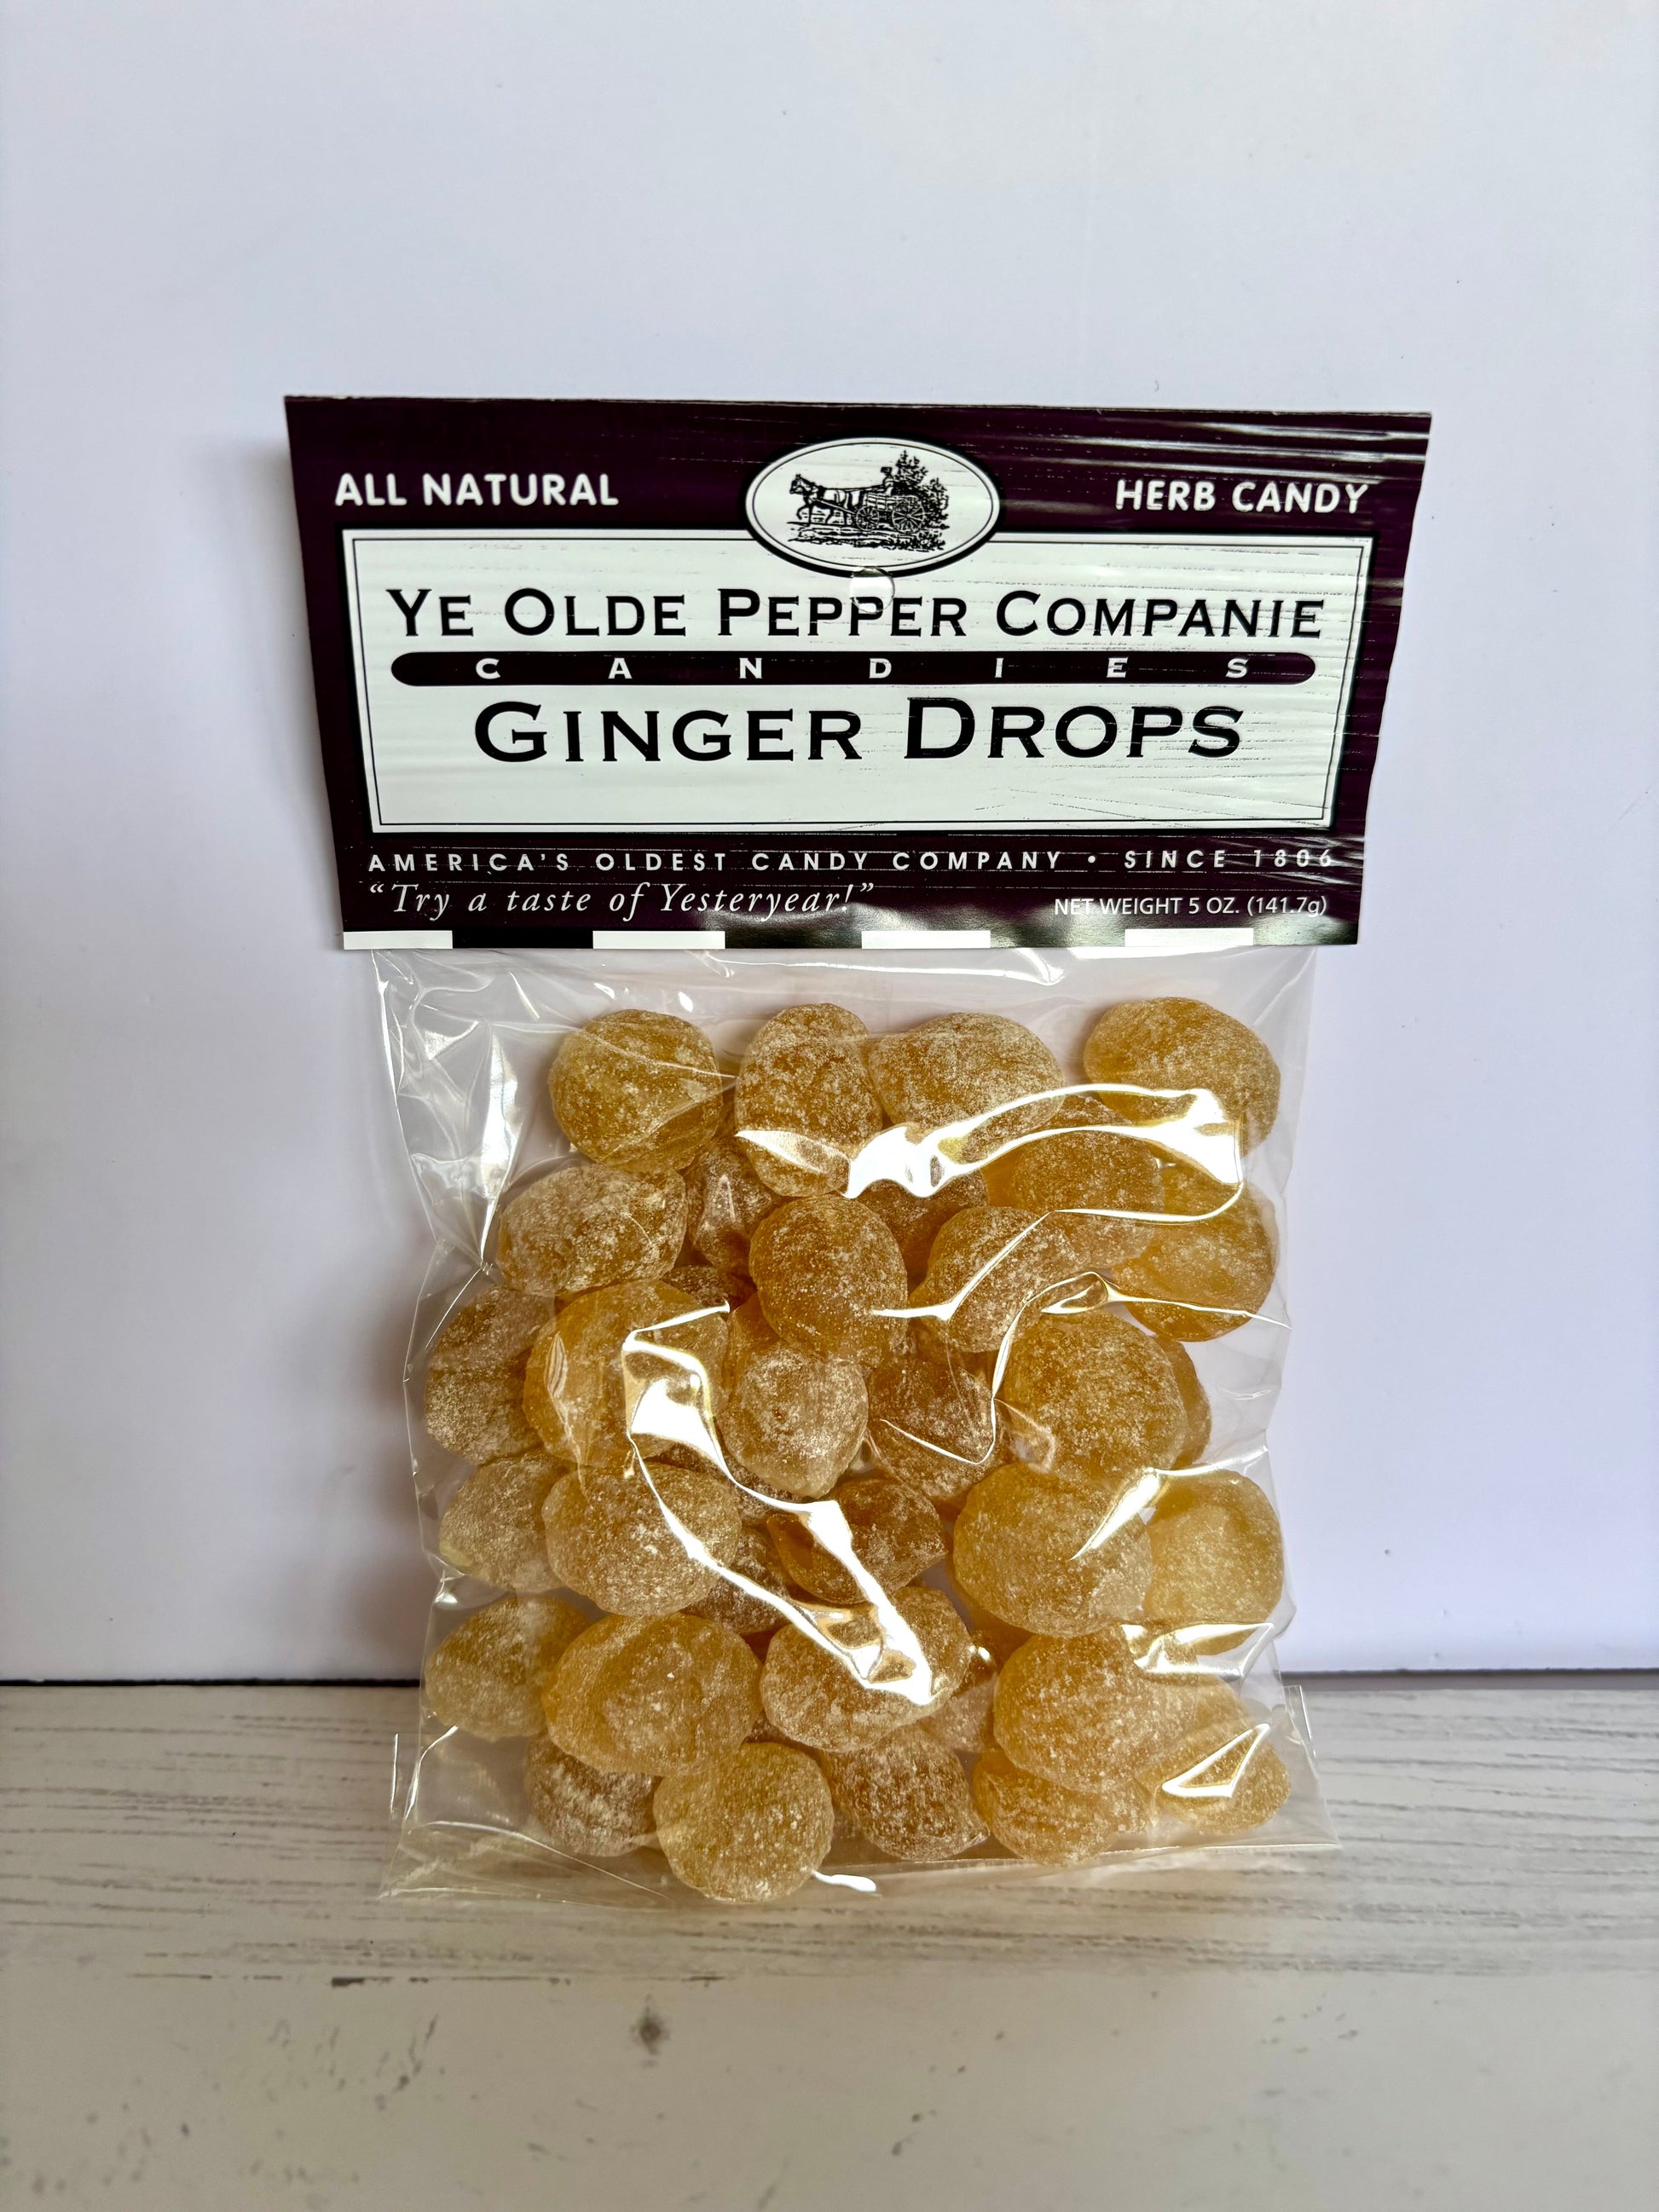 ALL NATURAL
HERB CANDY
YE OLDE PEPPER COMPANIE
CANDIES
GINGER DROPS
AMERICA'S OLDEST CANDY COMPANY • SINCE 1806
"Try a taste of Yesteryear!"
NET WEIGHT 5 OZ. (141.7g)